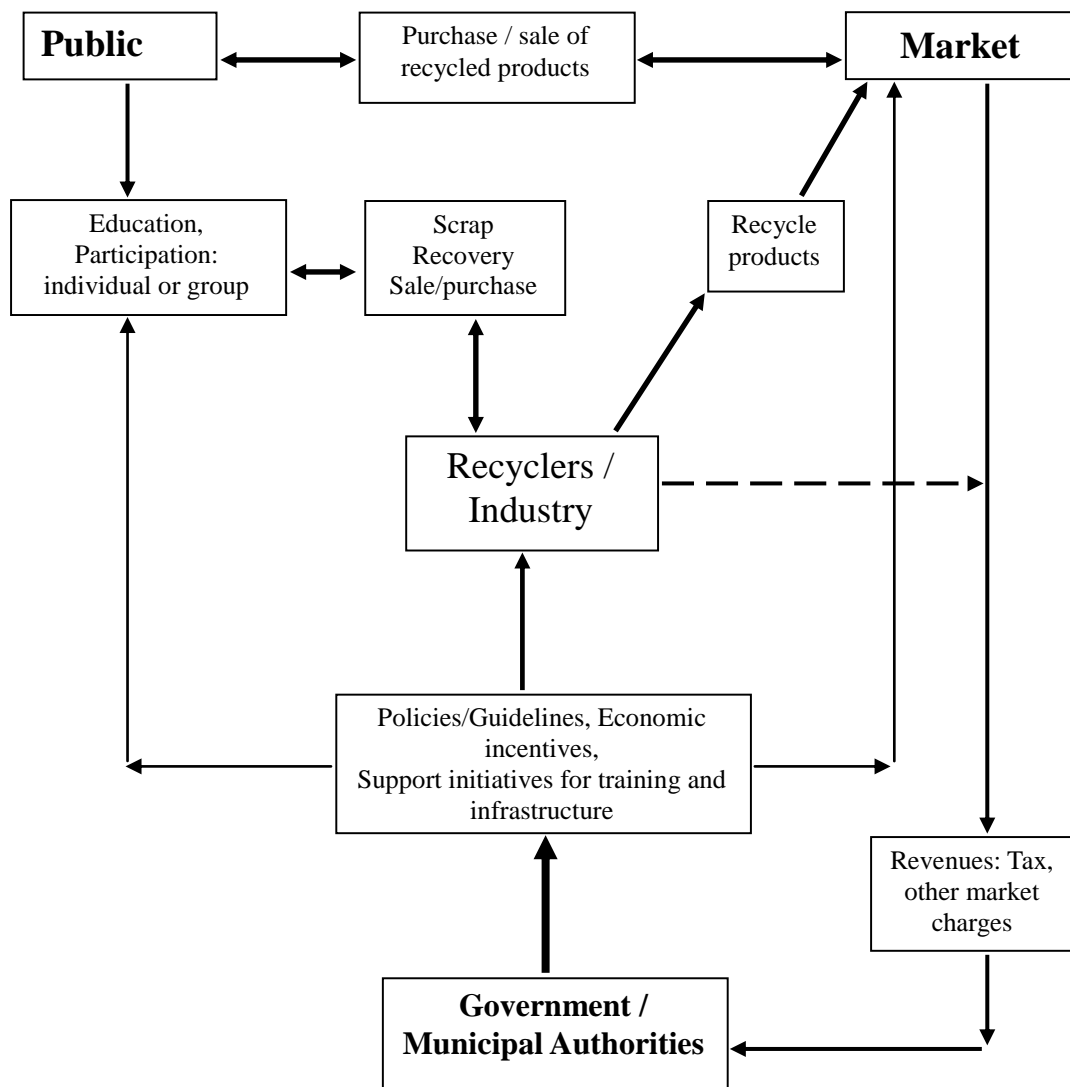 Public
Purchase / sale of
recycled products
Market
Education,
Participation:
individual or group
Scrap
Recovery
Sale/purchase
Recycle
products
Recyclers /
Industry
Policies/Guidelines, Economic
incentives,
Support initiatives for training and
infrastructure
Revenues: Tax,
other market
charges
Government /
Municipal Authorities